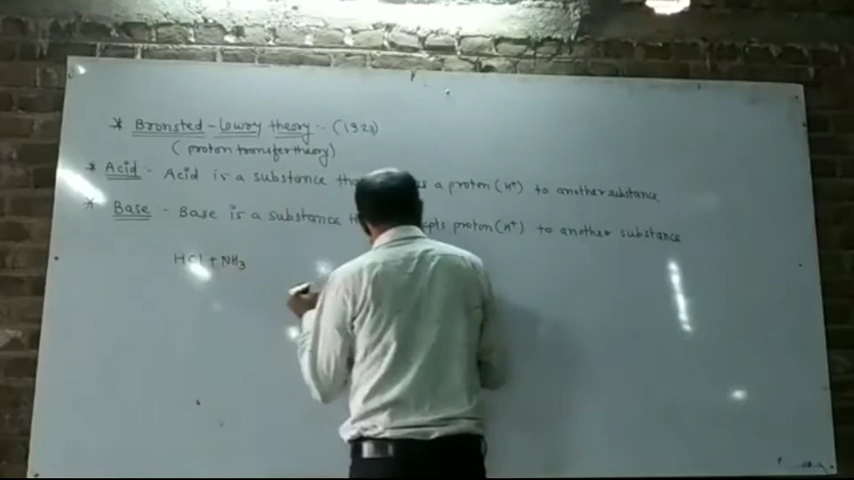 * Bronsted-Lowry theory :- (1923)
(proton transfer theory)
* Acid - Acid is a substance a proton (H⁺) to another substance
* Base - Base is a substance proton (H⁺) to another substance
HCl + NH₃